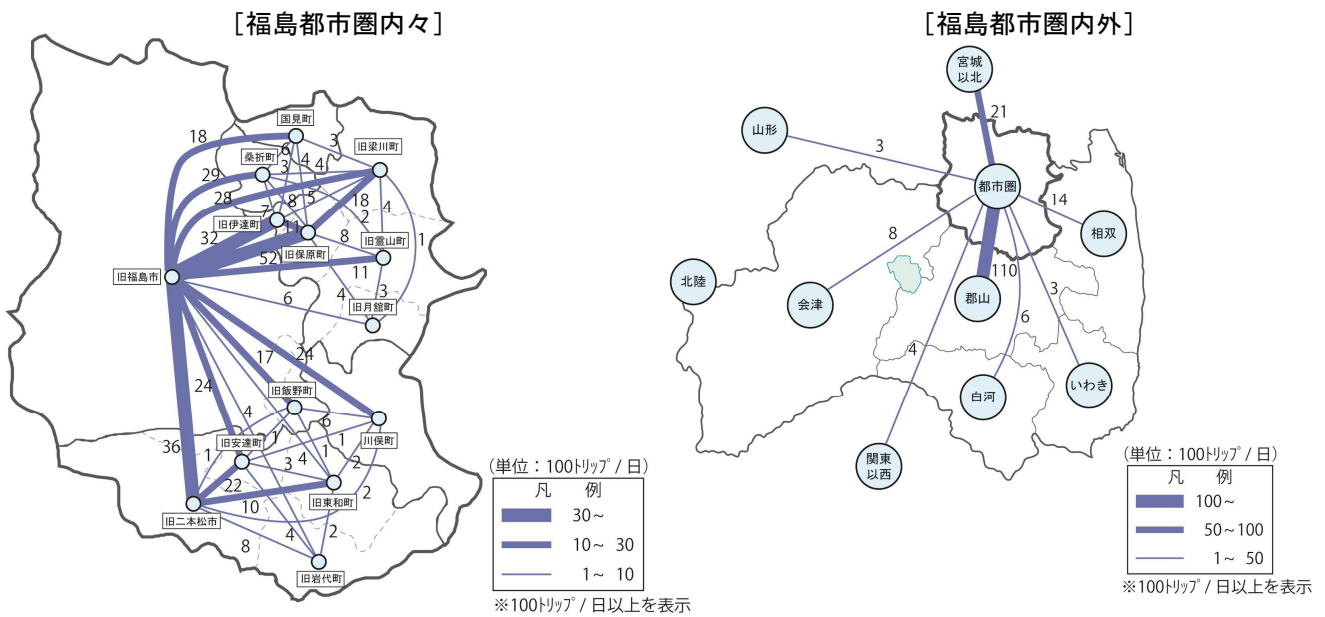 [福島都市圏内々]
国見町
18
3
旧梁川町
6
4
桑折町
3
4
29
28
8
5
18
7
2
4
旧伊達町
11
32
8
1
旧保原町
旧霊山町
52
11
旧福島市
6
4
3
旧月舘町
17
24
旧飯野町
24
4
6
川俣町
36
旧安達町
1
1
1
1
3
4
2
22
旧東和町
2
10
旧二本松市
4
2
8
旧岩代町
(単位：100トリップ / 日)
凡 例
30～
10～ 30
1～ 10
※100トリップ / 日以上を表示
[福島都市圏内外]
宮城
以北
21
山形
3
都市圏
14
相双
8
北陸
110
会津
郡山
3
6
4
いわき
白河
関東
以西
(単位：100トリップ / 日)
凡 例
100～
50～100
1～ 50
※100トリップ / 日以上を表示